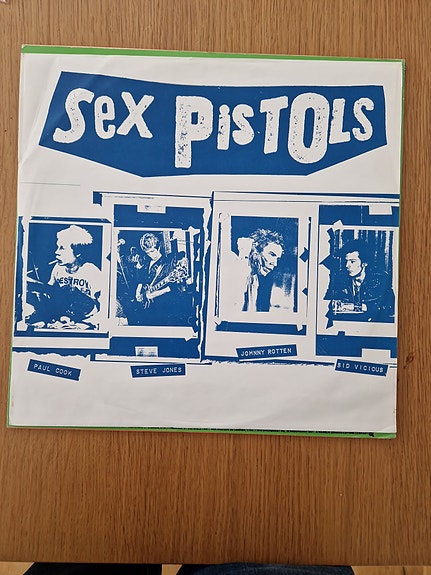 SeX PiSTOLS
DESTROY
PAUL COOK
STEVE JONES
JOHNNY ROTTEN
SID VICIOUS